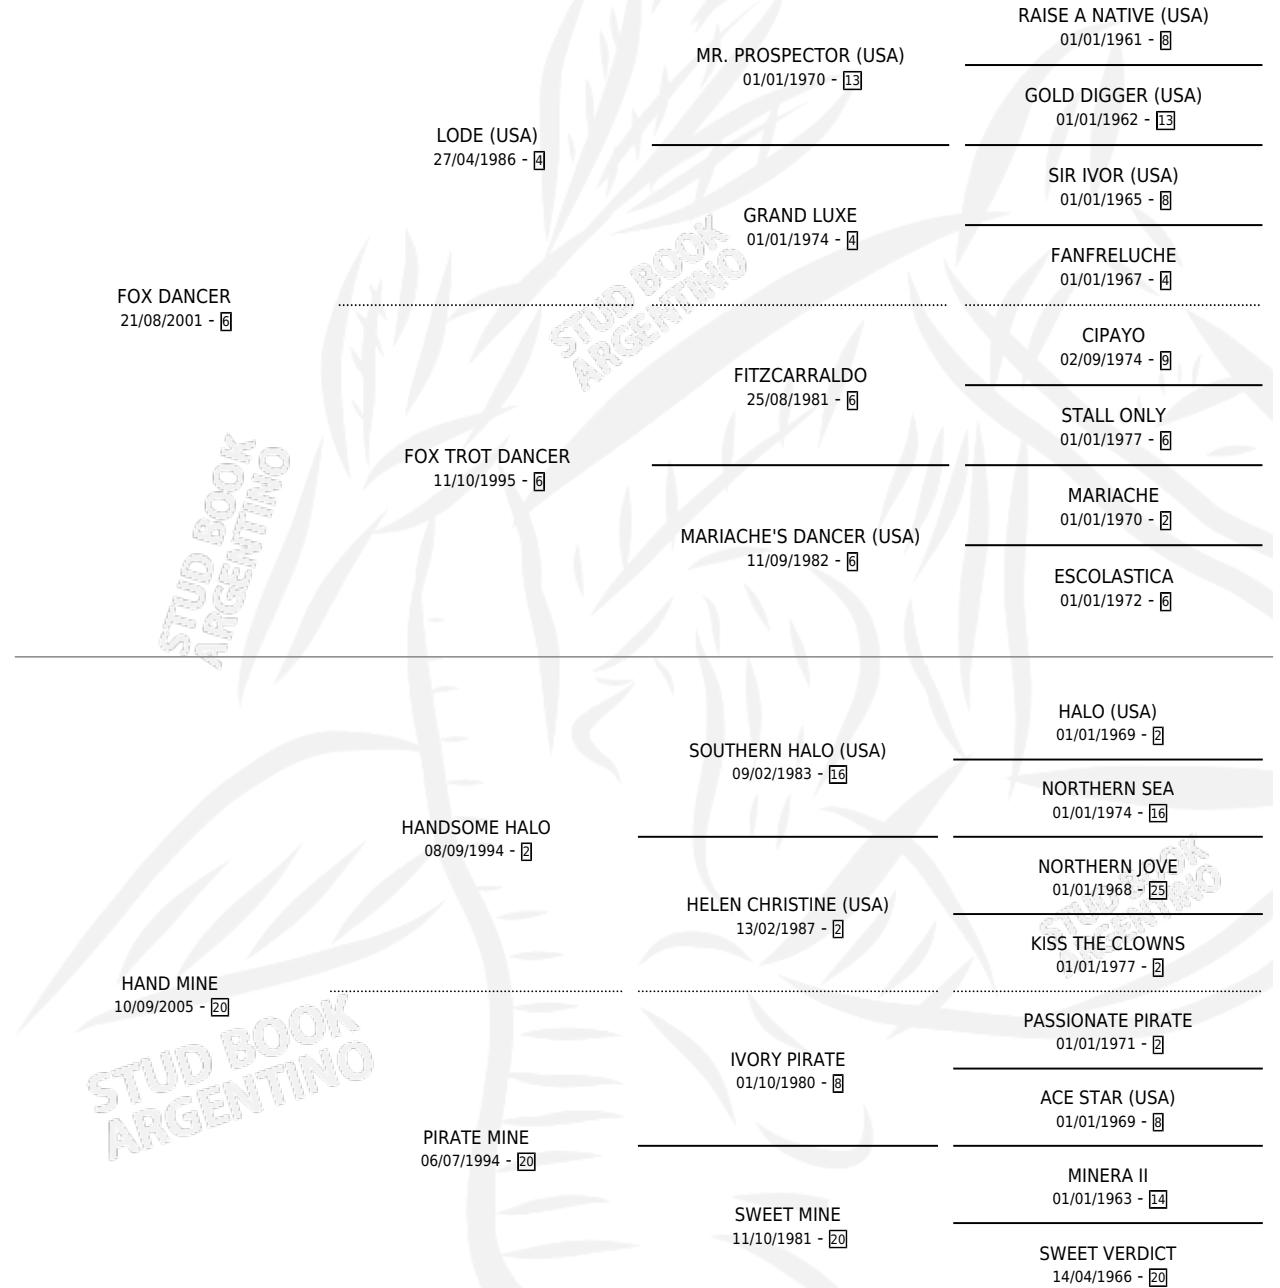 RAISE A NATIVE (USA)
01/01/1961 - 8
MR. PROSPECTOR (USA)
01/01/1970 - 13
GOLD DIGGER (USA)
01/01/1962 - 13
LODE (USA)
27/04/1986 - 4
SIR IVOR (USA)
01/01/1965 - 8
GRAND LUXE
01/01/1974 - 4
FANFRELUCHE
01/01/1967 - 4
FOX DANCER
21/08/2001 - 6
CIPAYO
02/09/1974 - 9
FITZCARRALDO
25/08/1981 - 6
STALL ONLY
01/01/1977 - 6
FOX TROT DANCER
11/10/1995 - 6
MARIACHE
01/01/1970 - 2
MARIACHE'S DANCER (USA)
11/09/1982 - 6
ESCOLASTICA
01/01/1972 - 6
STUD BOOK
ARGENTINO
STUD BOOK
ARGENTINO
HALO (USA)
01/01/1969 - 2
SOUTHERN HALO (USA)
09/02/1983 - 16
NORTHERN SEA
01/01/1974 - 16
HANDSOME HALO
08/09/1994 - 2
NORTHERN JOVE
01/01/1968 - 25
HELEN CHRISTINE (USA)
13/02/1987 - 2
KISS THE CLOWNS
01/01/1977 - 2
STUD BOOK
ARGENTINO
HAND MINE
10/09/2005 - 20
PASSIONATE PIRATE
01/01/1971 - 2
IVORY PIRATE
01/10/1980 - 8
ACE STAR (USA)
01/01/1969 - 8
STUD BOOK
ARGENTINO
PIRATE MINE
06/07/1994 - 20
MINERA II
01/01/1963 - 14
SWEET MINE
11/10/1981 - 20
SWEET VERDICT
14/04/1966 - 20